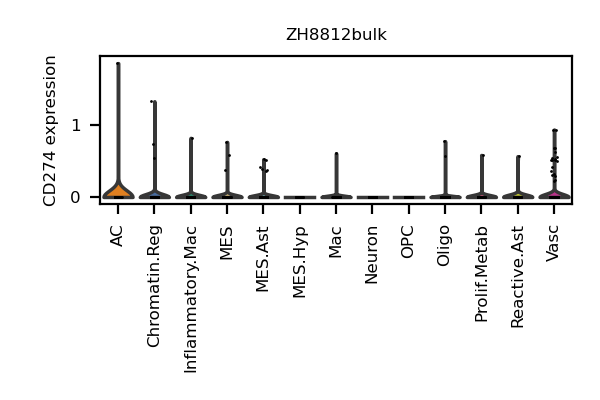 ZH8812bulk
CD274 expression
1
0
AC
Chromatin.Reg
Inflammatory.Mac
MES
MES.Ast
MES.Hyp
Mac
Neuron
OPC
Oligo
Prolif.Metab
Reactive.Ast
Vasc